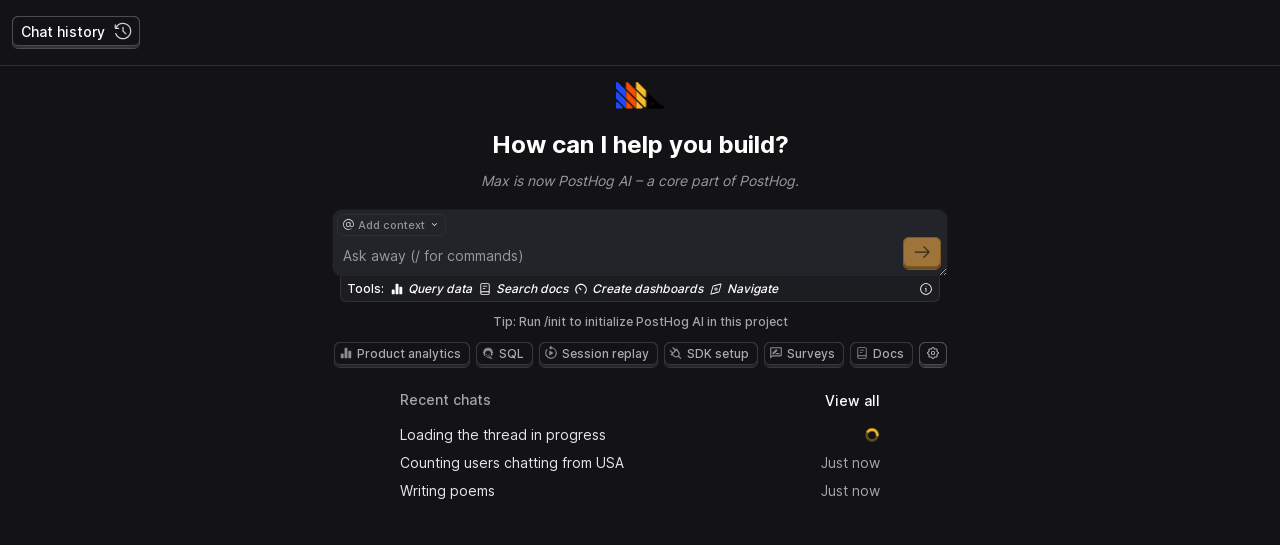 Chat history
How can I help you build?
Max is now PostHog AI – a core part of PostHog.
@ Add context
Ask away (/ for commands)
Tools: Query data Search docs Create dashboards Navigate
Tip: Run /init to initialize PostHog AI in this project
Product analytics SQL Session replay SDK setup Surveys Docs
Recent chats View all
Loading the thread in progress
Counting users chatting from USA Just now
Writing poems Just now